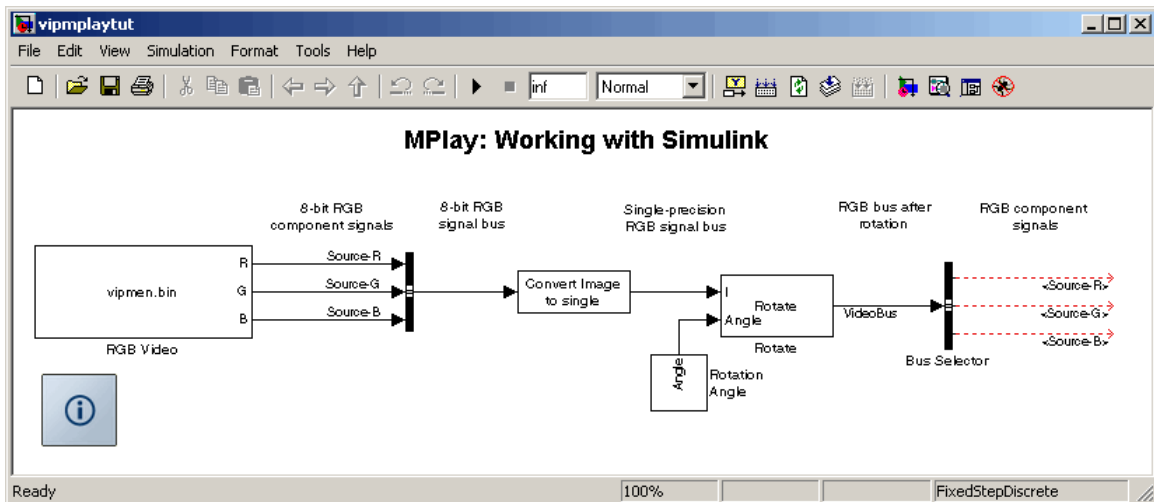 vipmplaytut
File Edit View Simulation Format Tools Help
inf Normal
MPlay: Working with Simulink
8-bit RGB
component signals
8-bit RGB
signal bus
Single-precision
RGB signal bus
RGB bus after
rotation
RGB component
signals
vipmen.bin
R
G
B
RGB Video
Source-R
Source-G
Source-B
Convert Image
to single
I
Rotate
Angle
Rotate
Angle
Rotation
Angle
VideoBus
Bus Selector
<Source-R>
<Source-G>
<Source-B>
Ready 100% FixedStepDiscrete